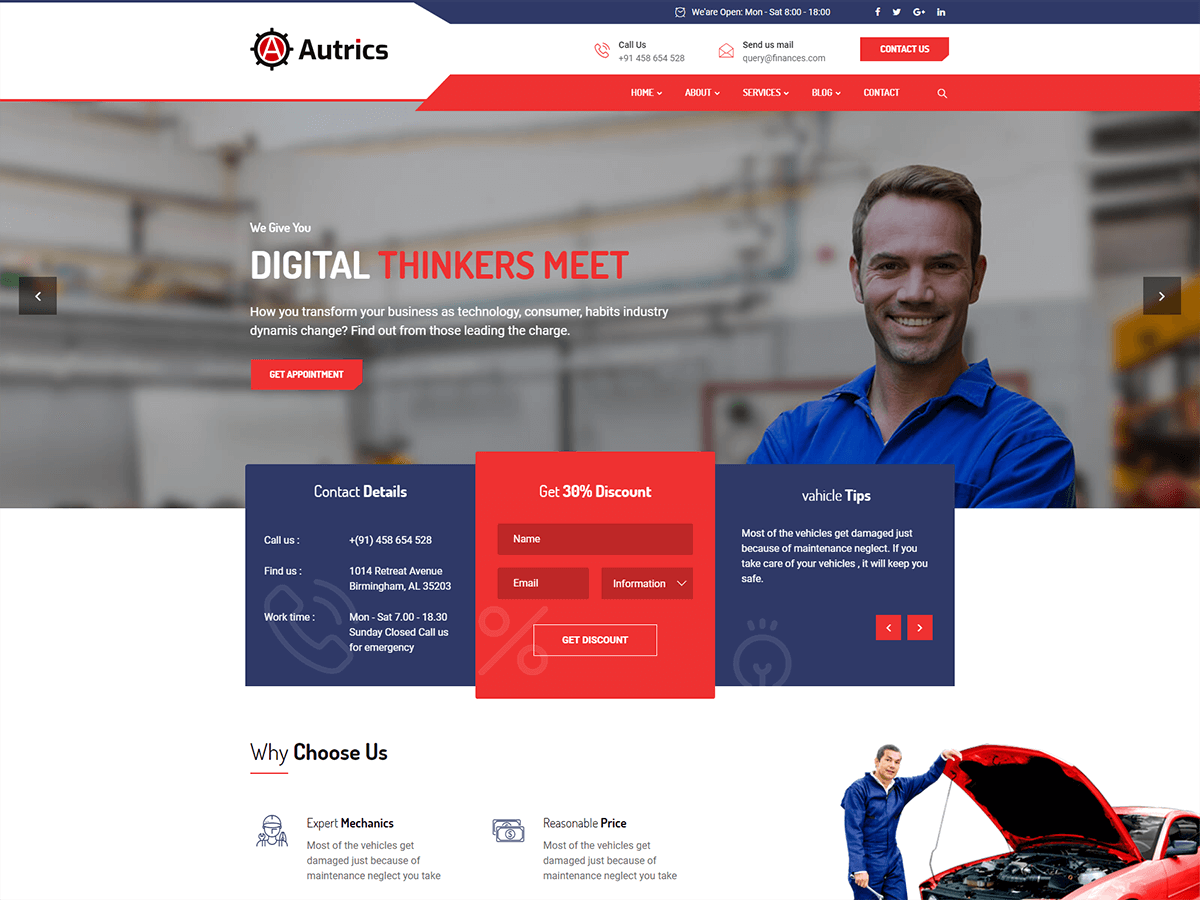 We'are Open: Mon - Sat 8:00 - 18:00
G+
in
A
Autrics
Call Us
+91 458 654 528
Send us mail
query@finances.com
CONTACT US
HOME
ABOUT
SERVICES
BLOG
CONTACT
We Give You
DIGITAL THINKERS MEET
How you transform your business as technology, consumer, habits industry
dynamis change? Find out from those leading the charge.
GET APPOINTMENT
Contact Details
Call us :
+(91) 458 654 528
Find us :
1014 Retreat Avenue
Birmingham, AL 35203
Work time :
Mon - Sat 7.00 - 18.30
Sunday Closed Call us
for emergency
Get 30% Discount
Name
Email
Information
%
GET DISCOUNT
vahicle Tips
Most of the vehicles get damaged just
because of maintenance neglect. If you
take care of your vehicles , it will keep you
safe.
Why Choose Us
Expert Mechanics
Most of the vehicles get
damaged just because of
maintenance neglect you take
$
Reasonable Price
Most of the vehicles get
damaged just because of
maintenance neglect you take